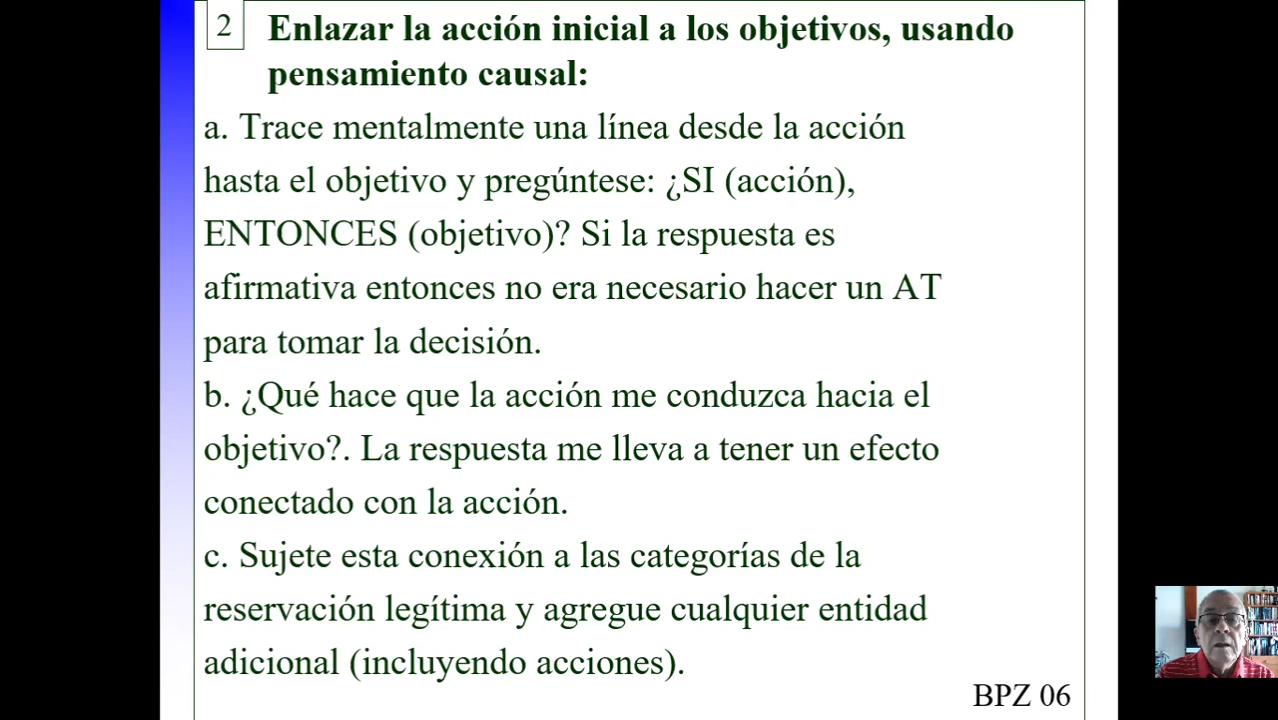 2 Enlazar la acción inicial a los objetivos, usando
pensamiento causal:
a. Trace mentalmente una línea desde la acción
hasta el objetivo y pregúntese: ¿SI (acción),
ENTONCES (objetivo)? Si la respuesta es
afirmativa entonces no era necesario hacer un AT
para tomar la decisión.
b. ¿Qué hace que la acción me conduzca hacia el
objetivo?. La respuesta me lleva a tener un efecto
conectado con la acción.
c. Sujete esta conexión a las categorías de la
reservación legítima y agregue cualquier entidad
adicional (incluyendo acciones).
BPZ 06